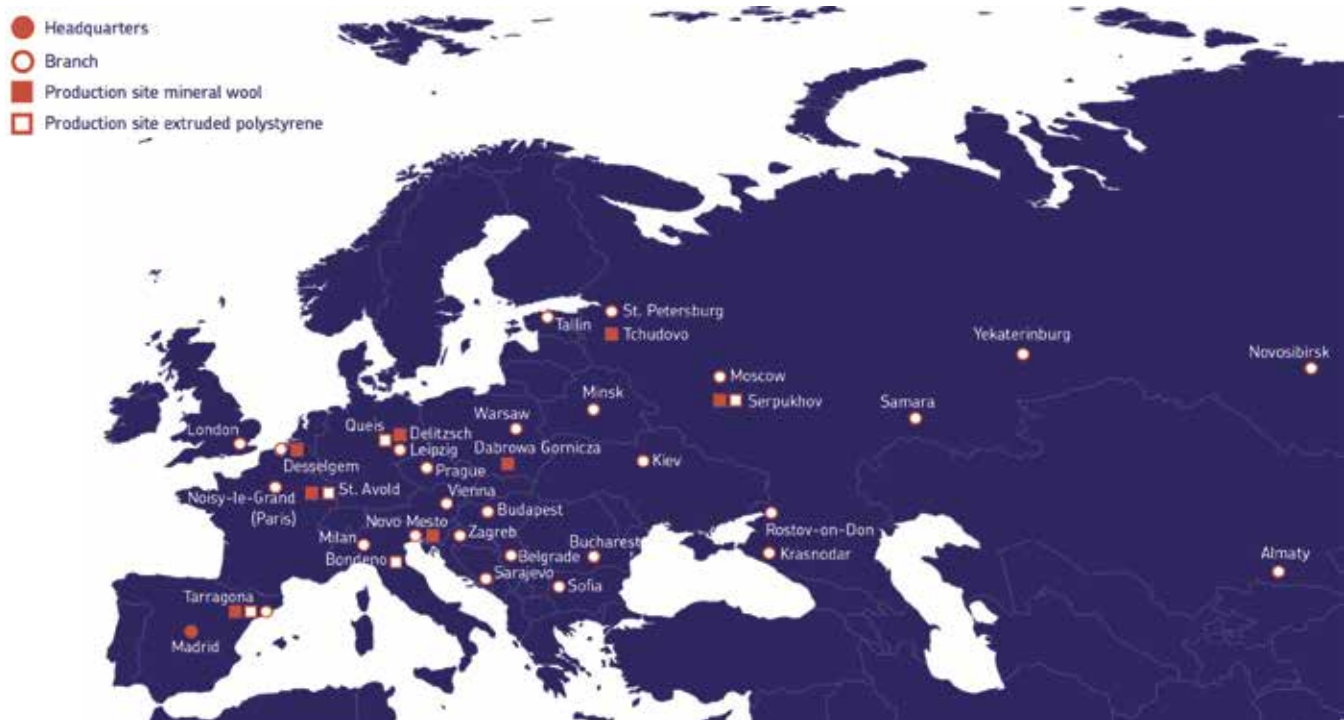 Headquarters
Branch
Production site mineral wool
Production site extruded polystyrene
St. Petersburg
Tallin
Tchudovo
Yekaterinburg
Novosibirsk
Moscow
Minsk
Serpukhov
Samara
Warsaw
London
Queis
Delitzsch
Leipzig
Dabrowa Gornicza
Kiev
Desselgem
Prague
Noisy-le-Grand
(Paris)
St. Avold
Vienna
Budapest
Novo Mesto
Rostov-on-Don
Milan
Zagreb
Bucharest
Krasnodar
Almaty
Bondeno
Belgrade
Sarajevo
Sofia
Tarragona
Madrid